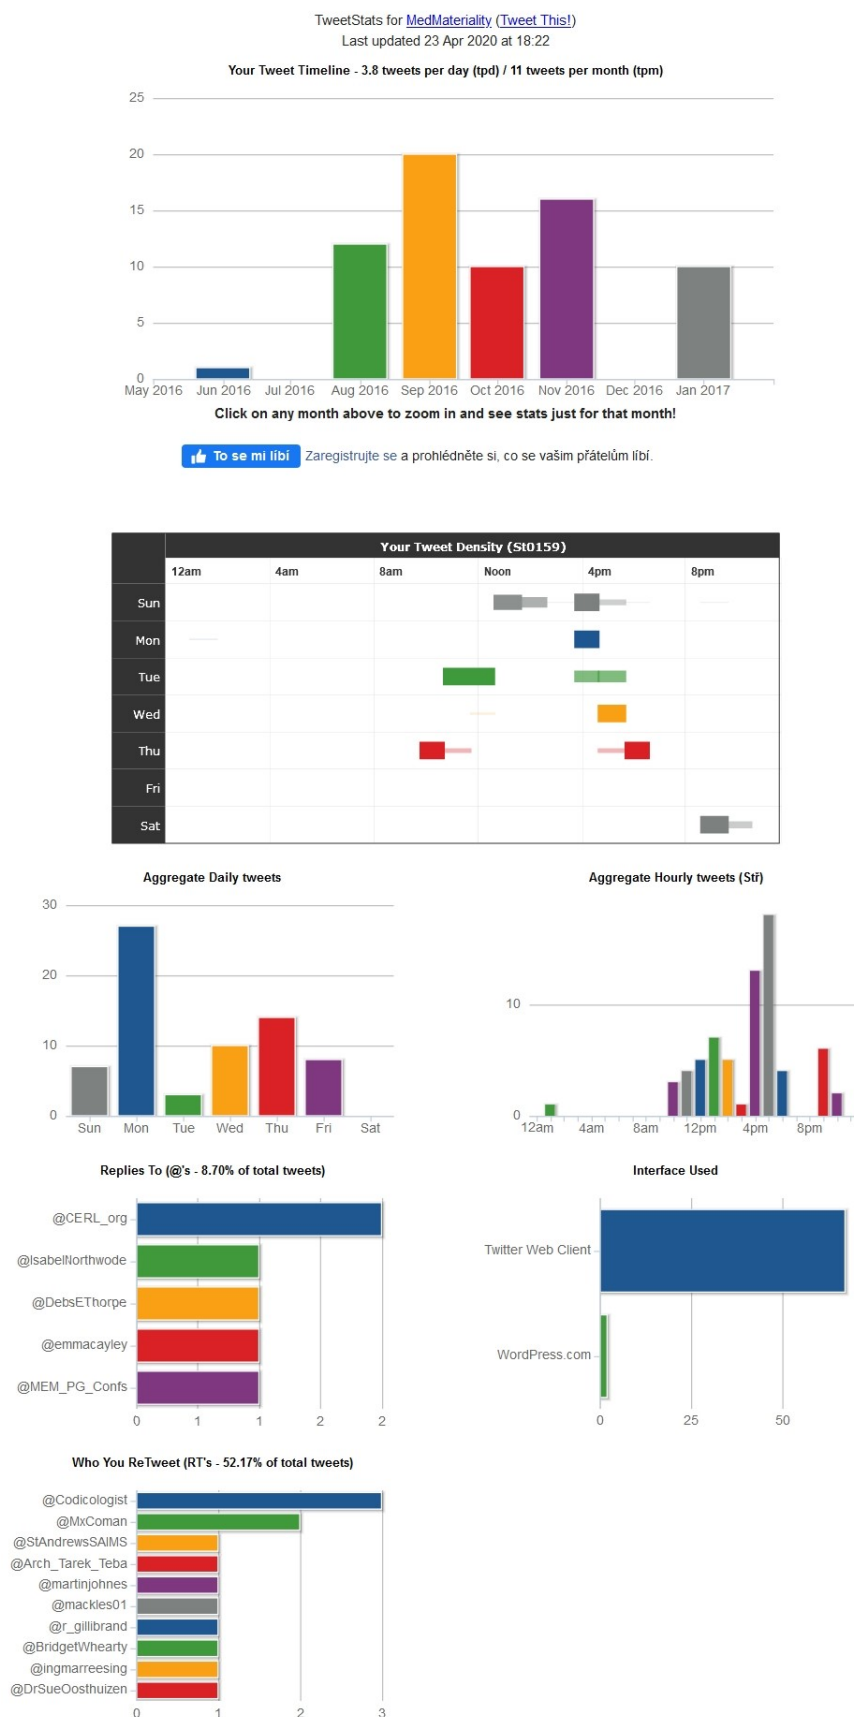 TweetStats for MedMateriality (Tweet This!)
Last updated 23 Apr 2020 at 18:22
Your Tweet Timeline - 3.8 tweets per day (tpd) / 11 tweets per month (tpm)
25
20
15
10
5
0
May 2016 Jun 2016 Jul 2016 Aug 2016 Sep 2016 Oct 2016 Nov 2016 Dec 2016 Jan 2017
Click on any month above to zoom in and see stats just for that month!
To se mi líbí Zaregistrujte se a prohlédněte si, co se vašim přátelům líbí.
Your Tweet Density (St0159)
12am 4am 8am Noon 4pm 8pm
Sun
Mon
Tue
Wed
Thu
Fri
Sat
Aggregate Daily tweets
30
20
10
0
Sun Mon Tue Wed Thu Fri Sat
Aggregate Hourly tweets (Stř)
10
0
12am 4am 8am 12pm 4pm 8pm
Replies To (@'s - 8.70% of total tweets)
@CERL_org
@IsabelNorthwode
@DebsEThorpe
@emmacayley
@MEM_PG_Confs
0 1 1 2 2
Interface Used
Twitter Web Client
WordPress.com
0 25 50
Who You ReTweet (RT's - 52.17% of total tweets)
@Codicologist
@MxComan
@StAndrewsSAIMS
@Arch_Tarek_Teba
@martinjohnes
@mackles01
@r_gillibrand
@BridgetWhearty
@ingmarreesing
@DrSueOosthuizen
0 1 2 3